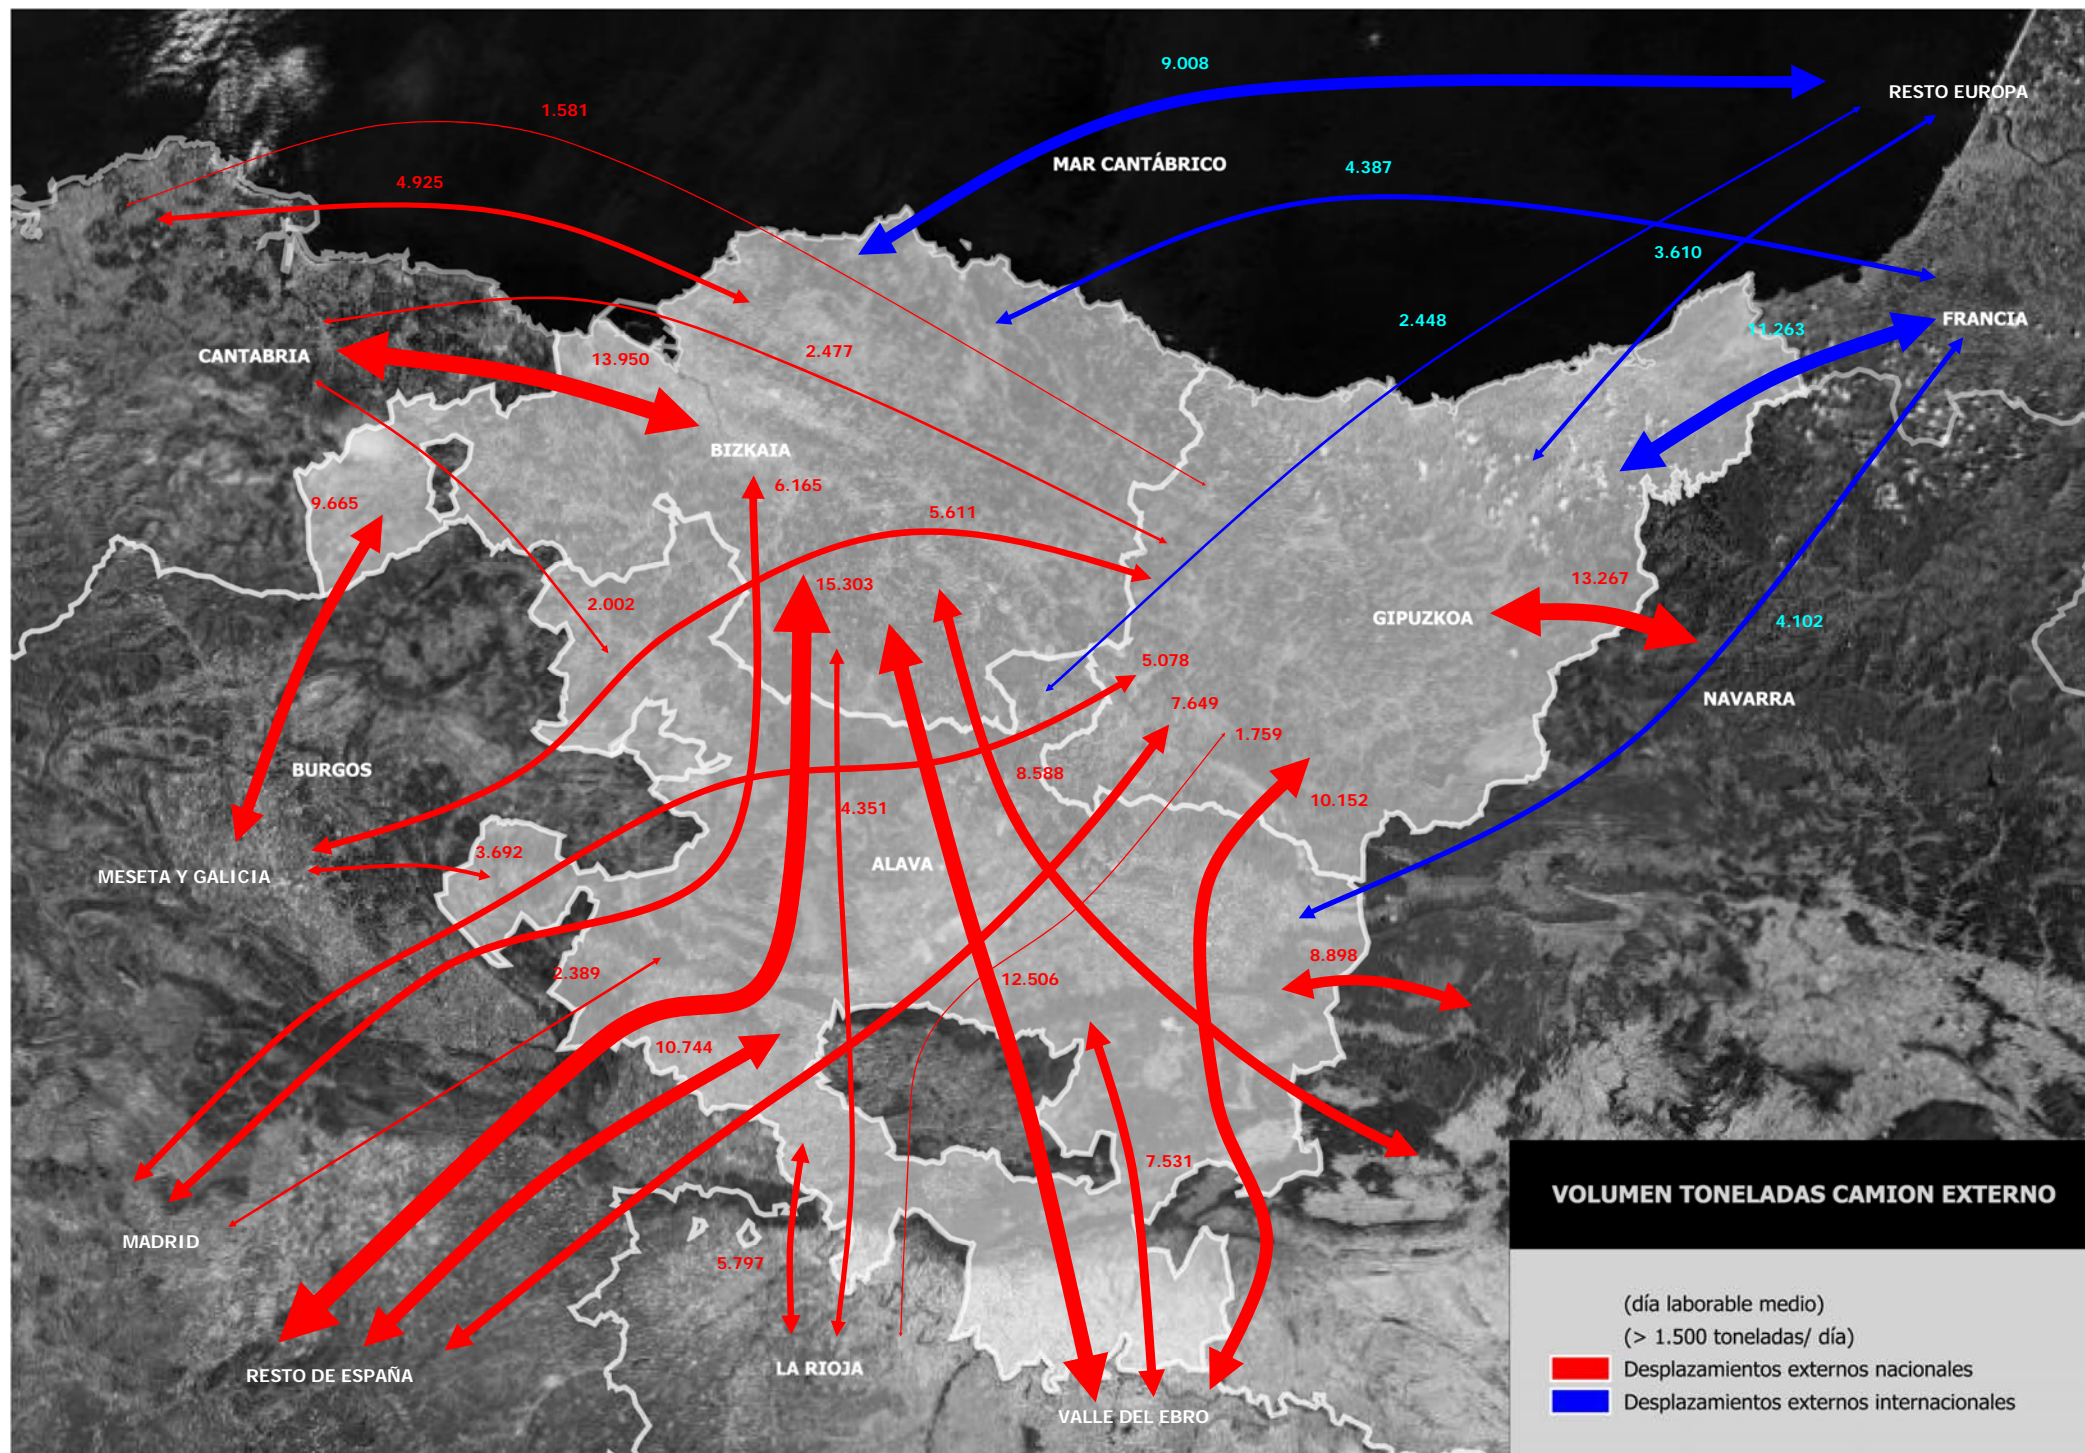 9.008
RESTO EUROPA
1.581
MAR CANTÁBRICO
4.387
4.925
3.610
2.448
11.263
FRANCIA
CANTABRIA
13.950
2.477
BIZKAIA
6.165
9.665
5.611
15.303
13.267
2.002
GIPUZKOA
4.102
5.078
NAVARRA
7.649
1.759
BURGOS
8.588
10.152
4.351
3.692
ALAVA
MESETA Y GALICIA
8.898
2.389
12.506
10.744
7.531
MADRID
5.797
RESTO DE ESPAÑA
LA RIOJA
VALLE DEL EBRO
VOLUMEN TONELADAS CAMION EXTERNO
(día laborable medio)
(> 1.500 toneladas/ día)
Desplazamientos externos nacionales
Desplazamientos externos internacionales